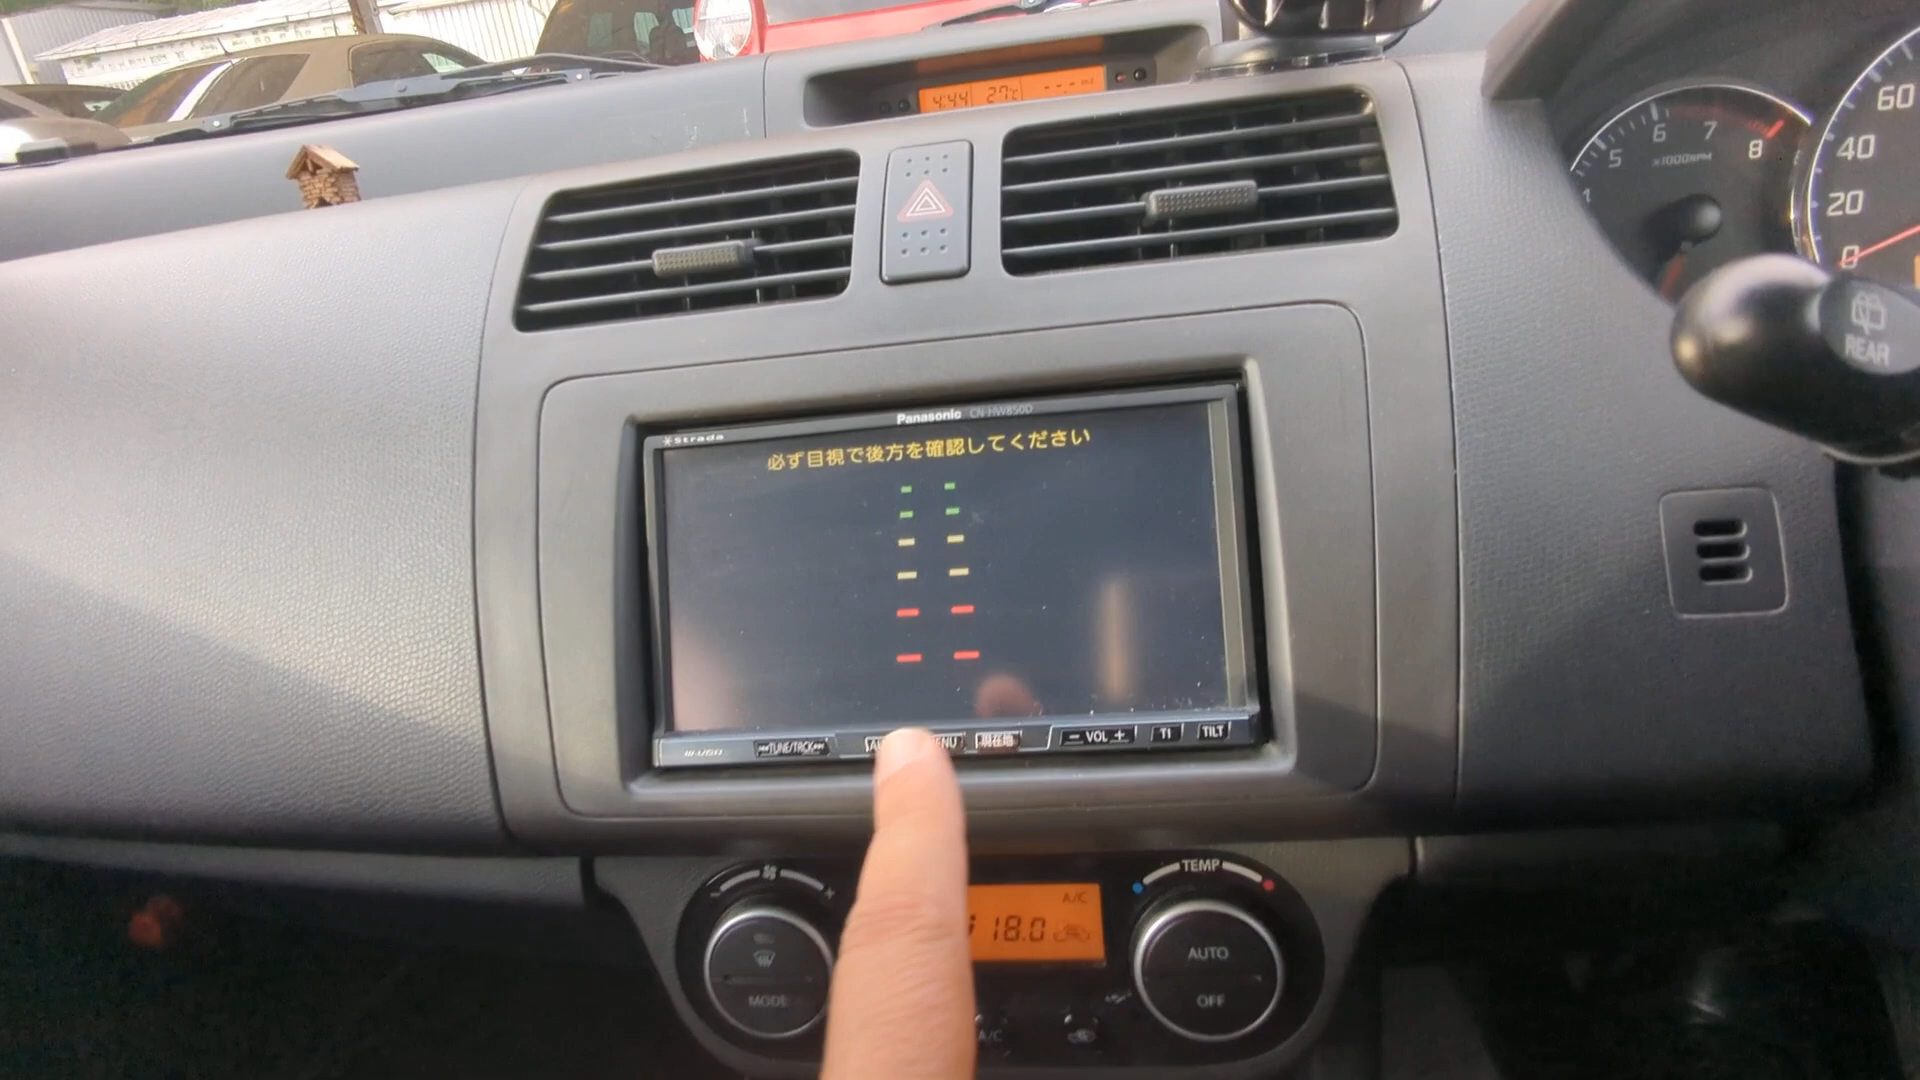 4:44 27℃ --.-
5 6 7 8
×1000RPM
60
40
20
0
REAR
Panasonic CN-HW850D
Strada
必ず目視で後方を確認してください
TUNE/TRCK
現在地
− VOL +
TILT
TEMP
− +
A/C
18.0
MODE
AUTO
OFF
A/C